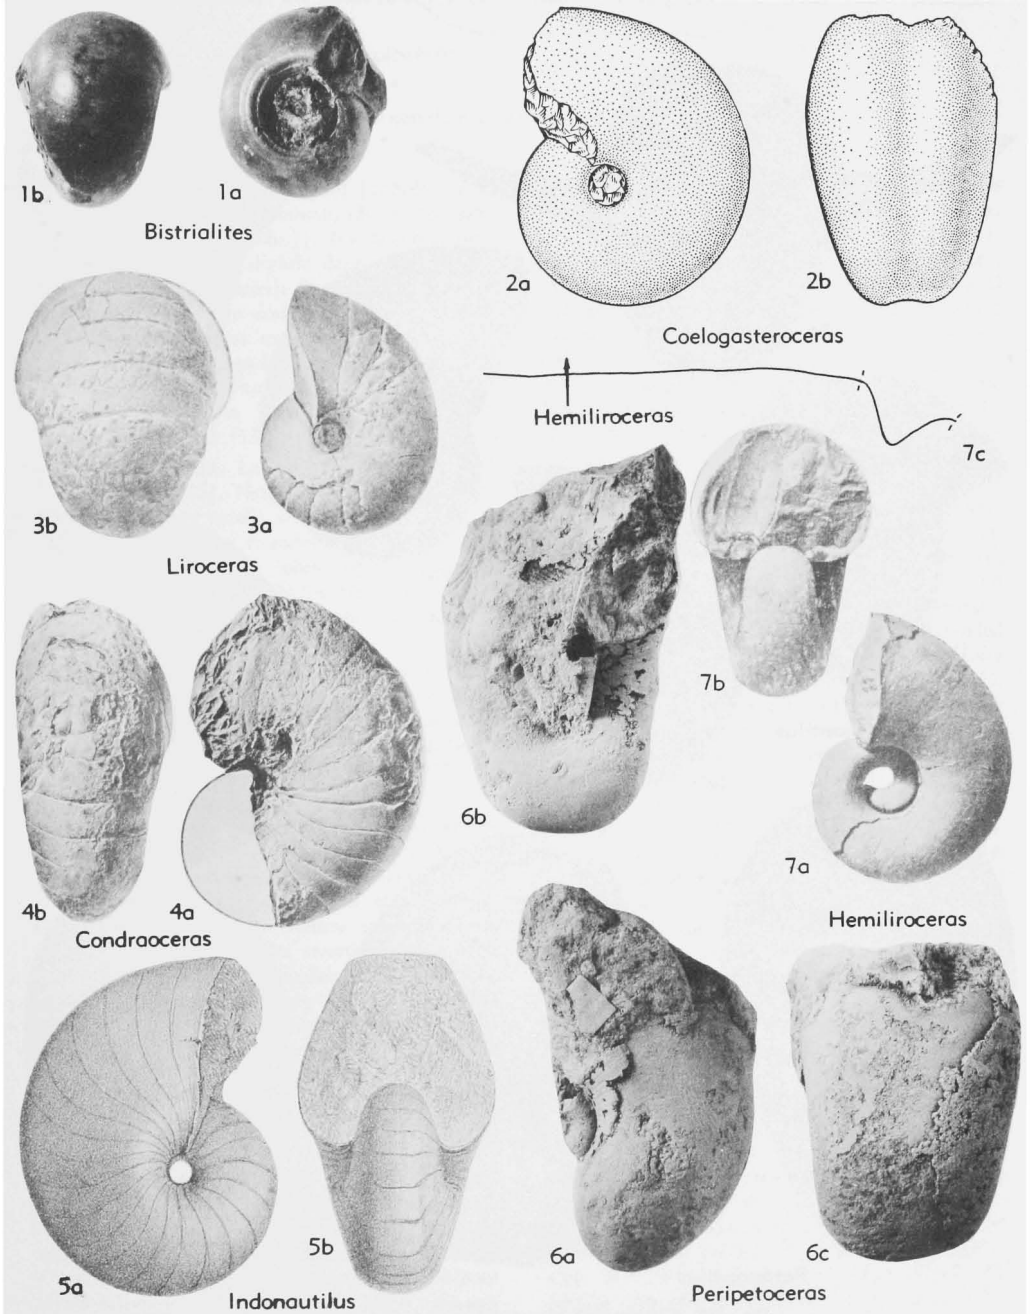 1b
1a
Bistrialites
2a
2b
Coelogasteroceras
3b
3a
Liroceras
Hemiliroceras
7c
4b
4a
Condraoceras
6b
7b
7a
Hemiliroceras
5a
5b
Indonautilus
6a
6c
Peripetoceras